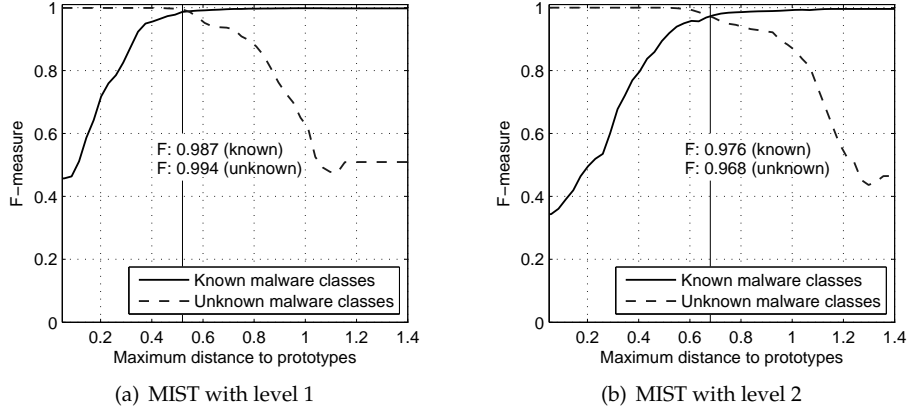 1
0.8
0.6
0.4
0.2
0
F−measure
F: 0.987 (known)
F: 0.994 (unknown)
Known malware classes
Unknown malware classes
0.2 0.4 0.6 0.8 1 1.2 1.4
Maximum distance to prototypes
(a) MIST with level 1
1
0.8
0.6
0.4
0.2
0
F−measure
F: 0.976 (known)
F: 0.968 (unknown)
Known malware classes
Unknown malware classes
0.2 0.4 0.6 0.8 1 1.2 1.4
Maximum distance to prototypes
(b) MIST with level 2